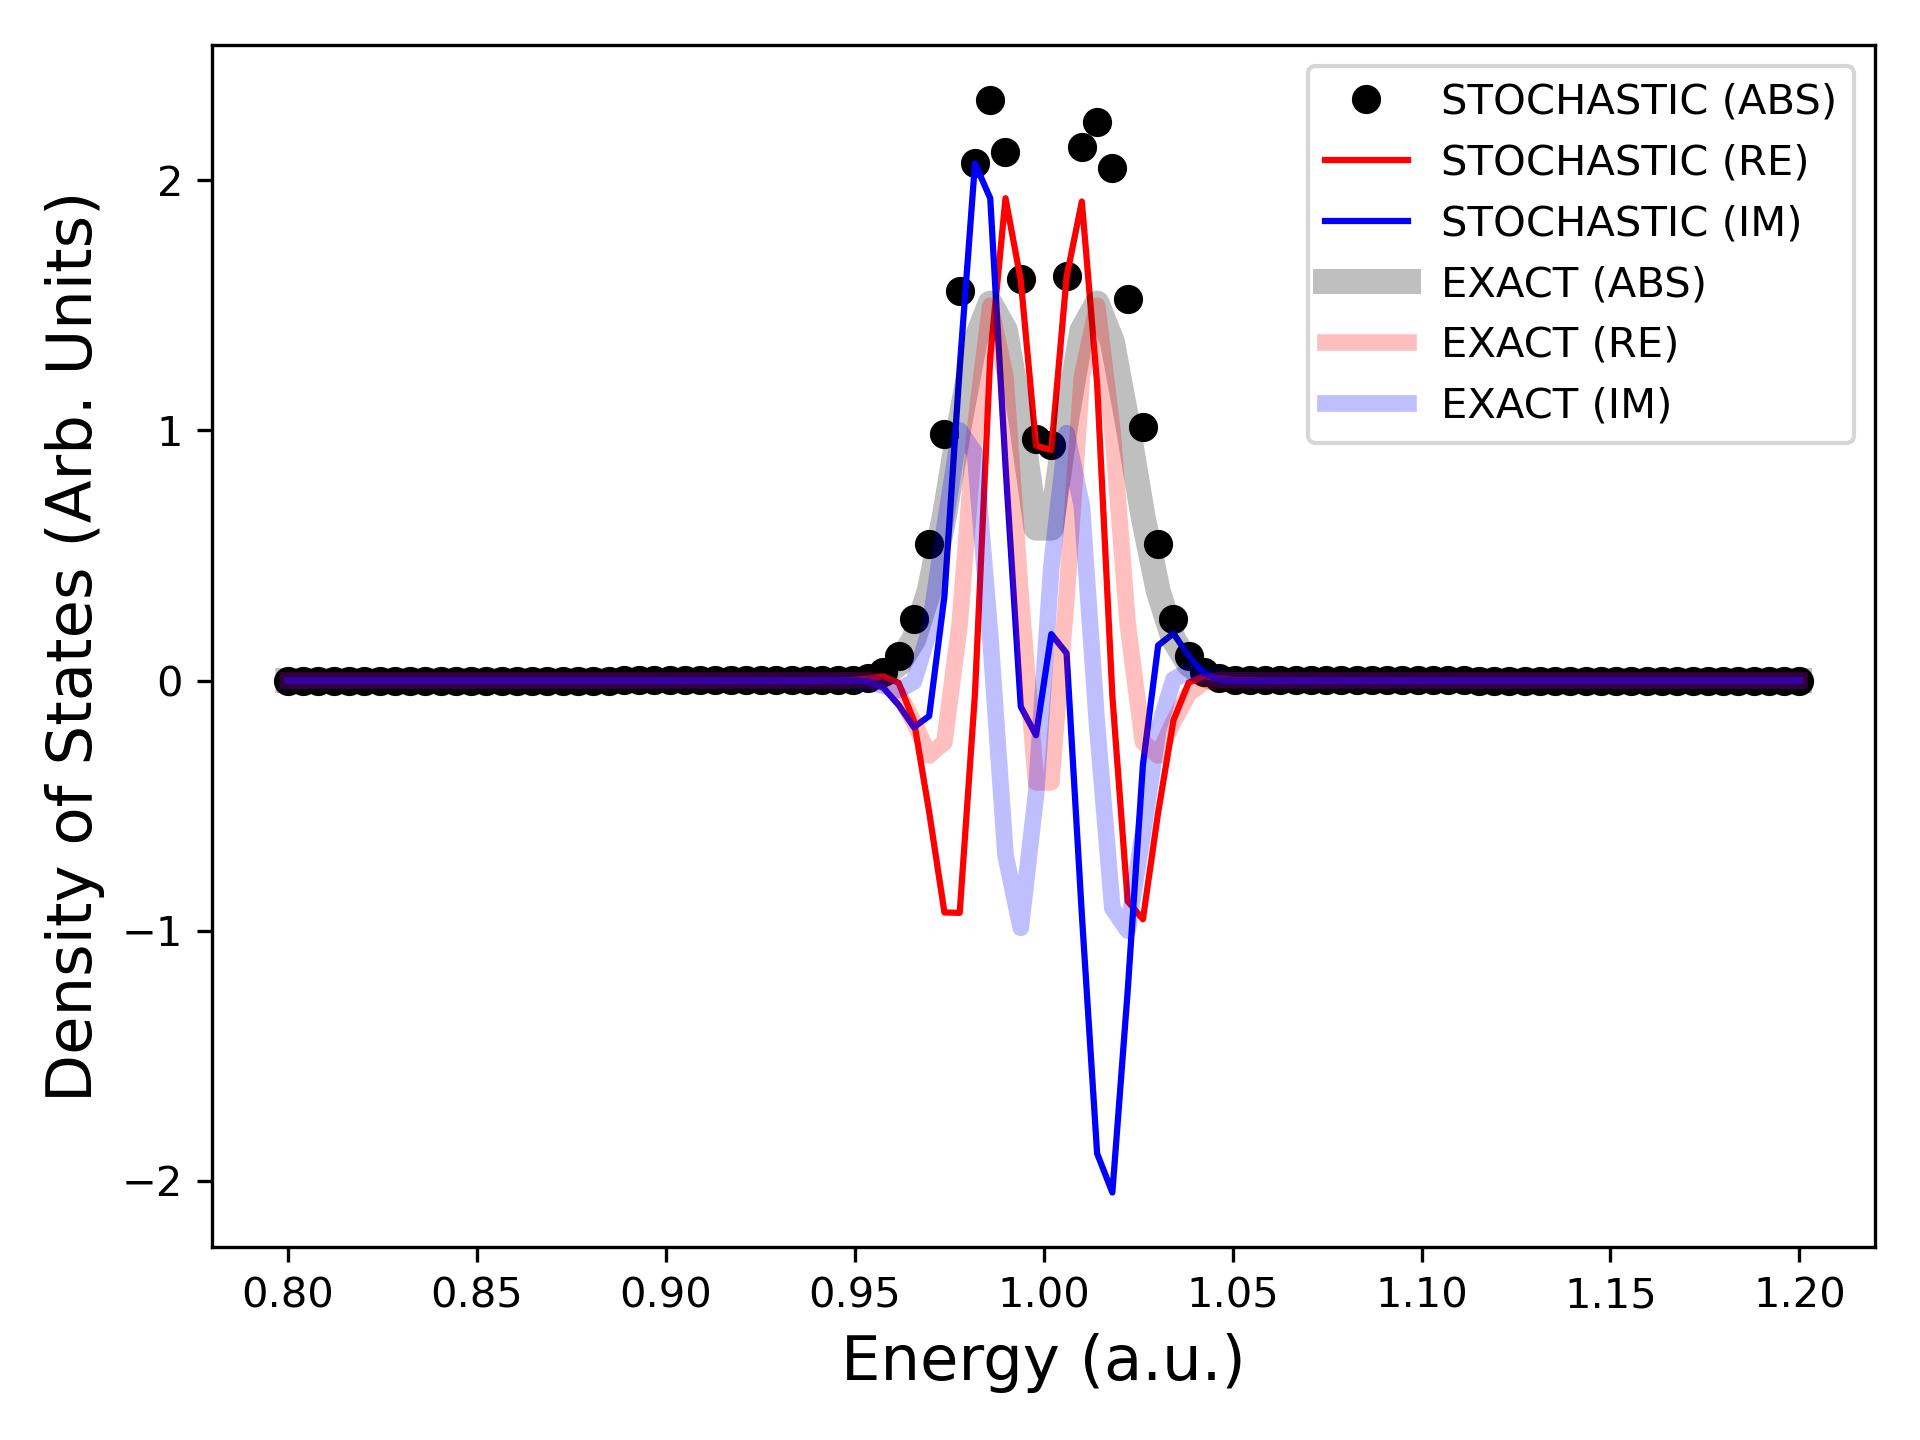 STOCHASTIC (ABS)
STOCHASTIC (RE)
STOCHASTIC (IM)
EXACT (ABS)
EXACT (RE)
EXACT (IM)
Density of States (Arb. Units)
2
1
0
−1
−2
0.80 0.85 0.90 0.95 1.00 1.05 1.10 1.15 1.20
Energy (a.u.)